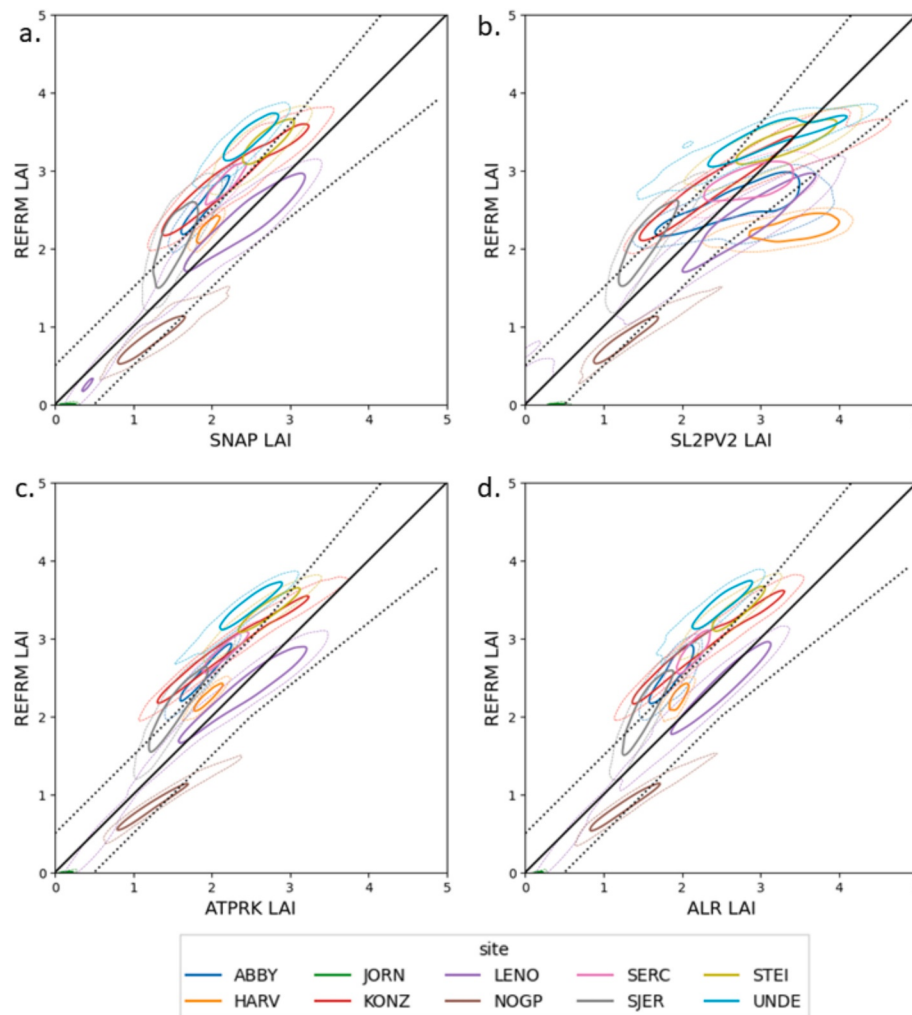 a.
5
4
3
2
1
0
REFRM LAI
0 1 2 3 4 5
SNAP LAI
b.
5
4
3
2
1
0
REFRM LAI
0 1 2 3 4
SL2PV2 LAI
c.
5
4
3
2
1
0
REFRM LAI
0 1 2 3 4 5
ATPRK LAI
d.
5
4
3
2
1
0
REFRM LAI
0 1 2 3 4
ALR LAI
site
ABBY JORN LENO SERC STEI
HARV KONZ NOGP SJER UNDE